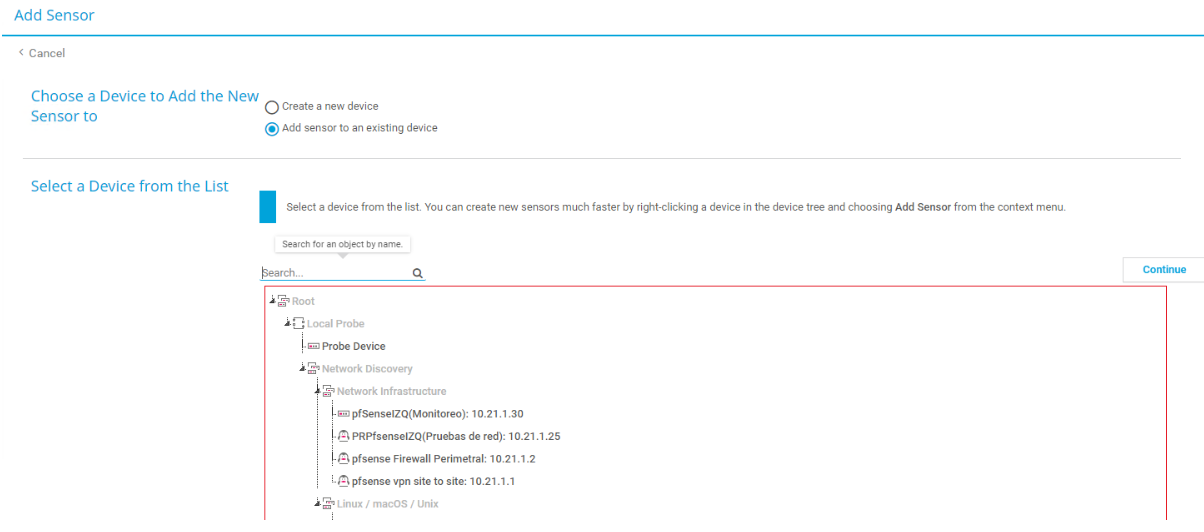 Add Sensor
Cancel
Choose a Device to Add the New
Sensor to
Create a new device
Add sensor to an existing device
Select a Device from the List
Select a device from the list. You can create new sensors much faster by right-clicking a device in the device tree and choosing Add Sensor from the context menu.
Search for an object by name.
Search...
Continue
Root
Local Probe
Probe Device
Network Discovery
Network Infrastructure
pfSenseIZQ(Monitoreo): 10.21.1.30
PRPfsenseIZQ(Pruebas de red): 10.21.1.25
pfsense Firewall Perimetral: 10.21.1.2
pfsense vpn site to site: 10.21.1.1
Linux / macOS / Unix